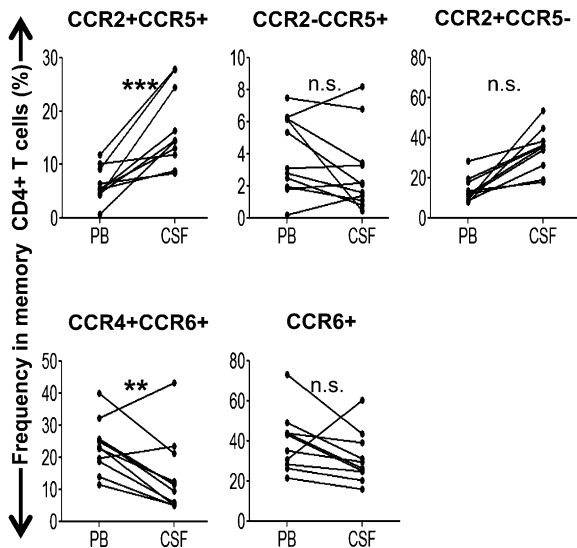 CCR2+CCR5+ CCR2-CCR5+ CCR2+CCR5-
Frequency in memory CD4+ T cells (%)
30
20
10
0
***
PB CSF
10
8
6
4
2
0
n.s.
PB CSF
80
60
40
20
0
n.s.
PB CSF
CCR4+CCR6+ CCR6+
50
40
30
20
10
0
**
PB CSF
80
60
40
20
0
n.s.
PB CSF